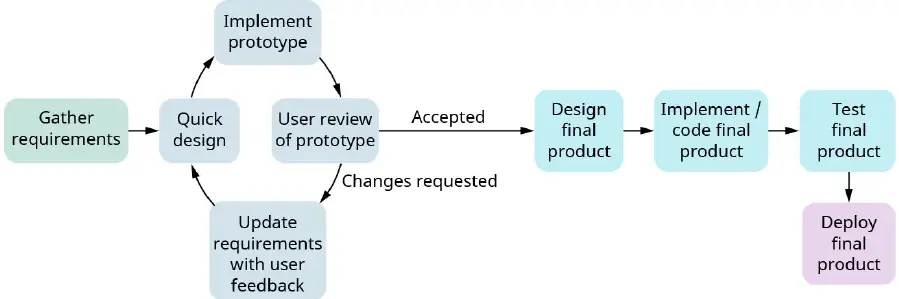 Implement
prototype
Gather
requirements
Quick
design
User review
of prototype
Accepted
Design
final
product
Implement /
code final
product
Test
final
product
Changes requested
Update
requirements
with user
feedback
Deploy
final
product